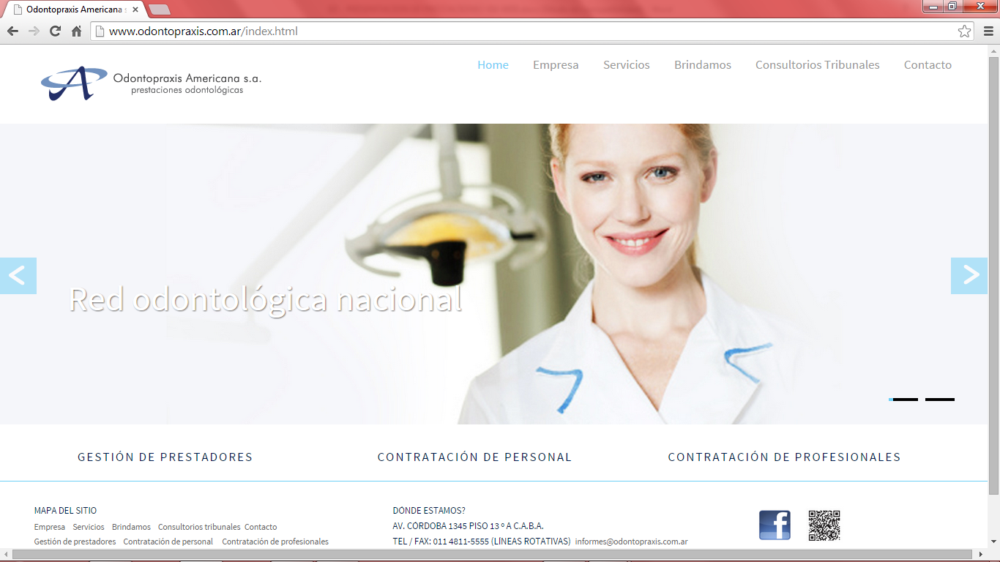 Odontopraxis Americana s
www.odontopraxis.com.ar/index.html
Odontopraxis Americana s.a.
prestaciones odontológicas
Home Empresa Servicios Brindamos Consultorios Tribunales Contacto
Red odontológica nacional
GESTIÓN DE PRESTADORES CONTRATACIÓN DE PERSONAL CONTRATACIÓN DE PROFESIONALES
MAPA DEL SITIO
Empresa Servicios Brindamos Consultorios tribunales Contacto
Gestión de prestadores Contratación de personal Contratación de profesionales
DÓNDE ESTAMOS?
AV. CÓRDOBA 1345 PISO 13 º A C.A.B.A.
TEL / FAX: 011 4811-5555 (LÍNEAS ROTATIVAS) informes@odontopraxis.com.ar